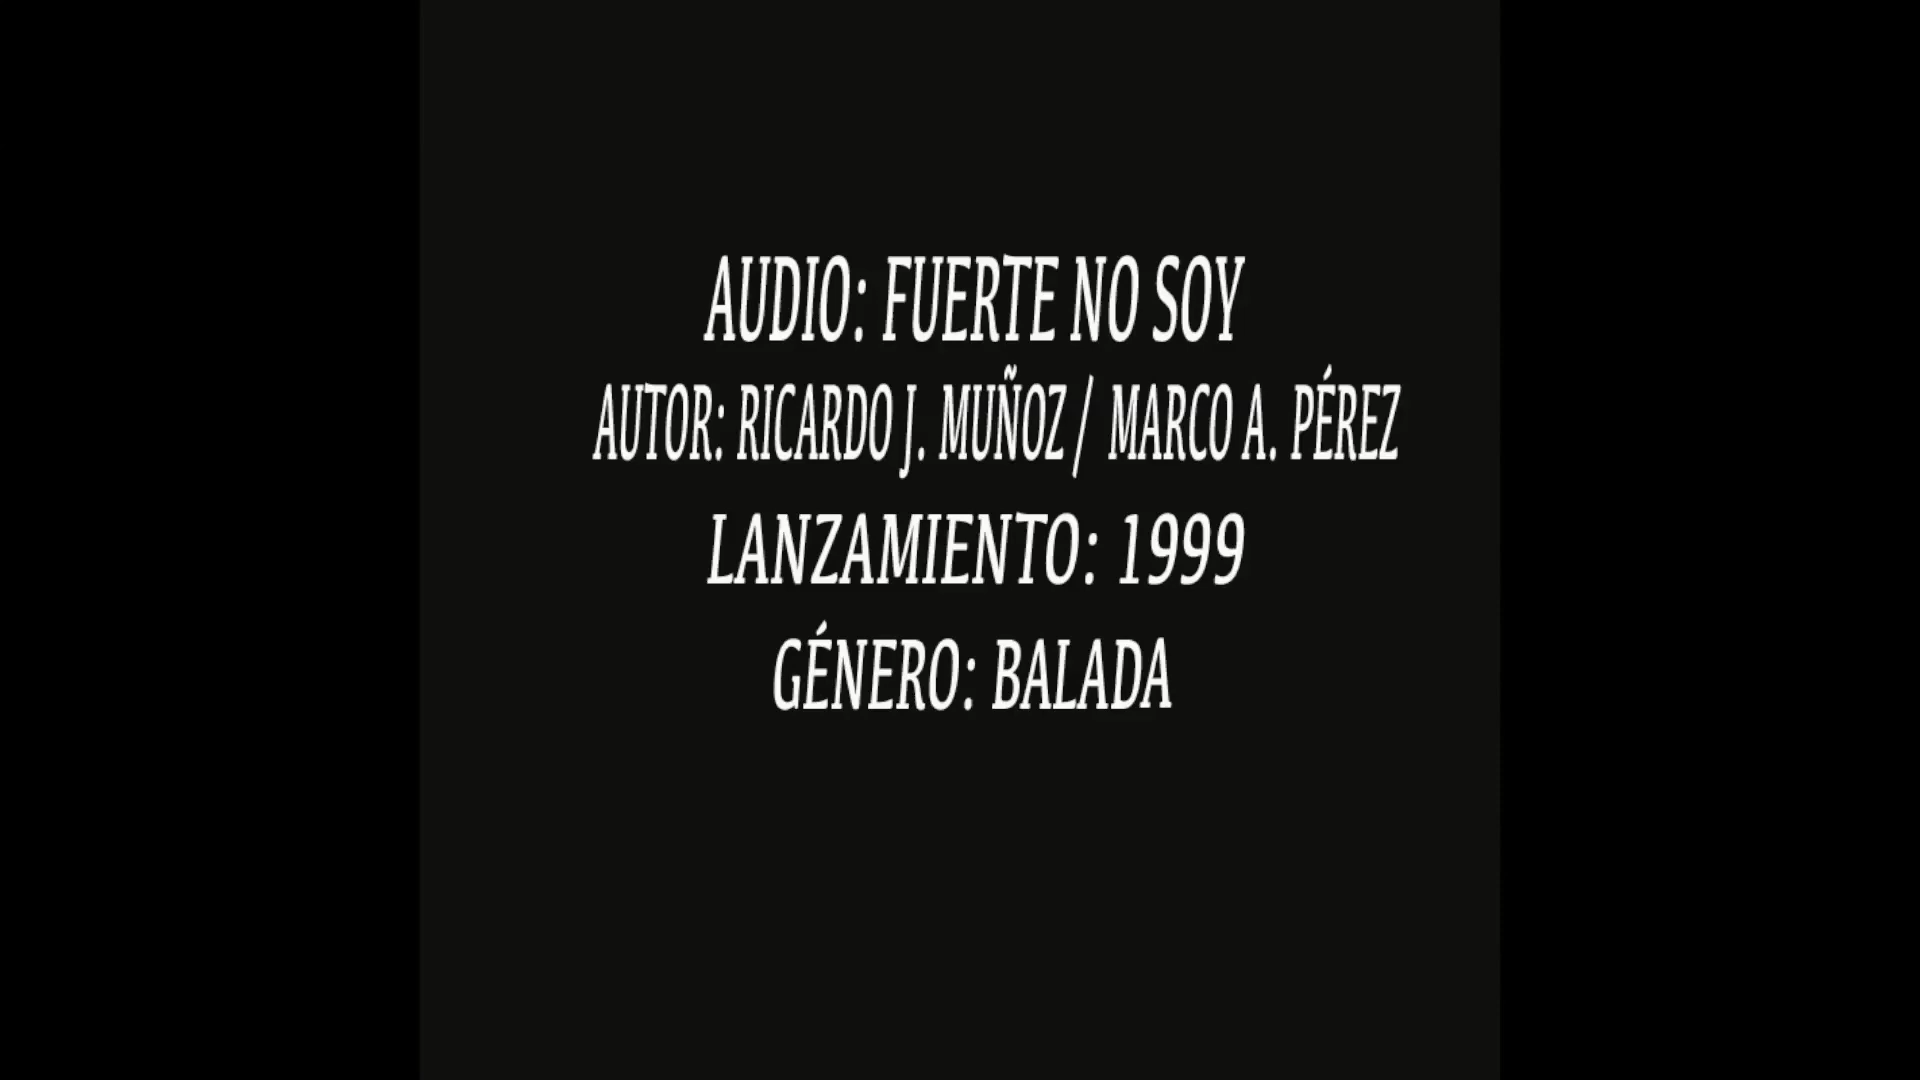 AUDIO: FUERTE NO SOY
AUTOR: RICARDO J. MUÑOZ / MARCO A. PÉREZ
LANZAMIENTO: 1999
GÉNERO: BALADA